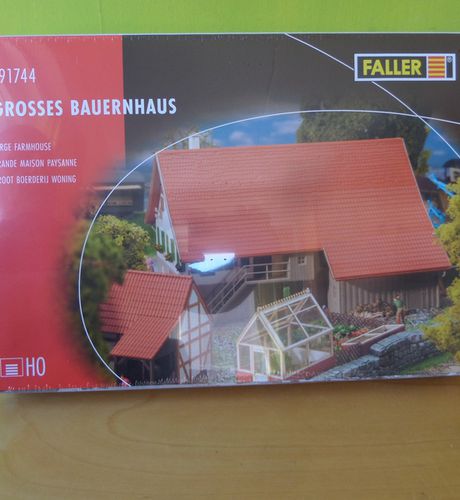 91744
FALLER
GROSSES BAUERNHAUS
RGE FARMHOUSE
RANDE MAISON PAYSANNE
ROOT BOERDERIJ WONING
HO